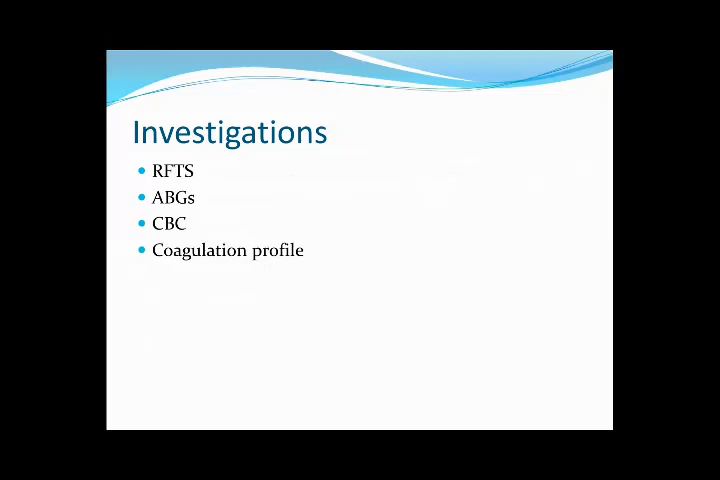 Investigations
RFTS
ABGs
CBC
Coagulation profile